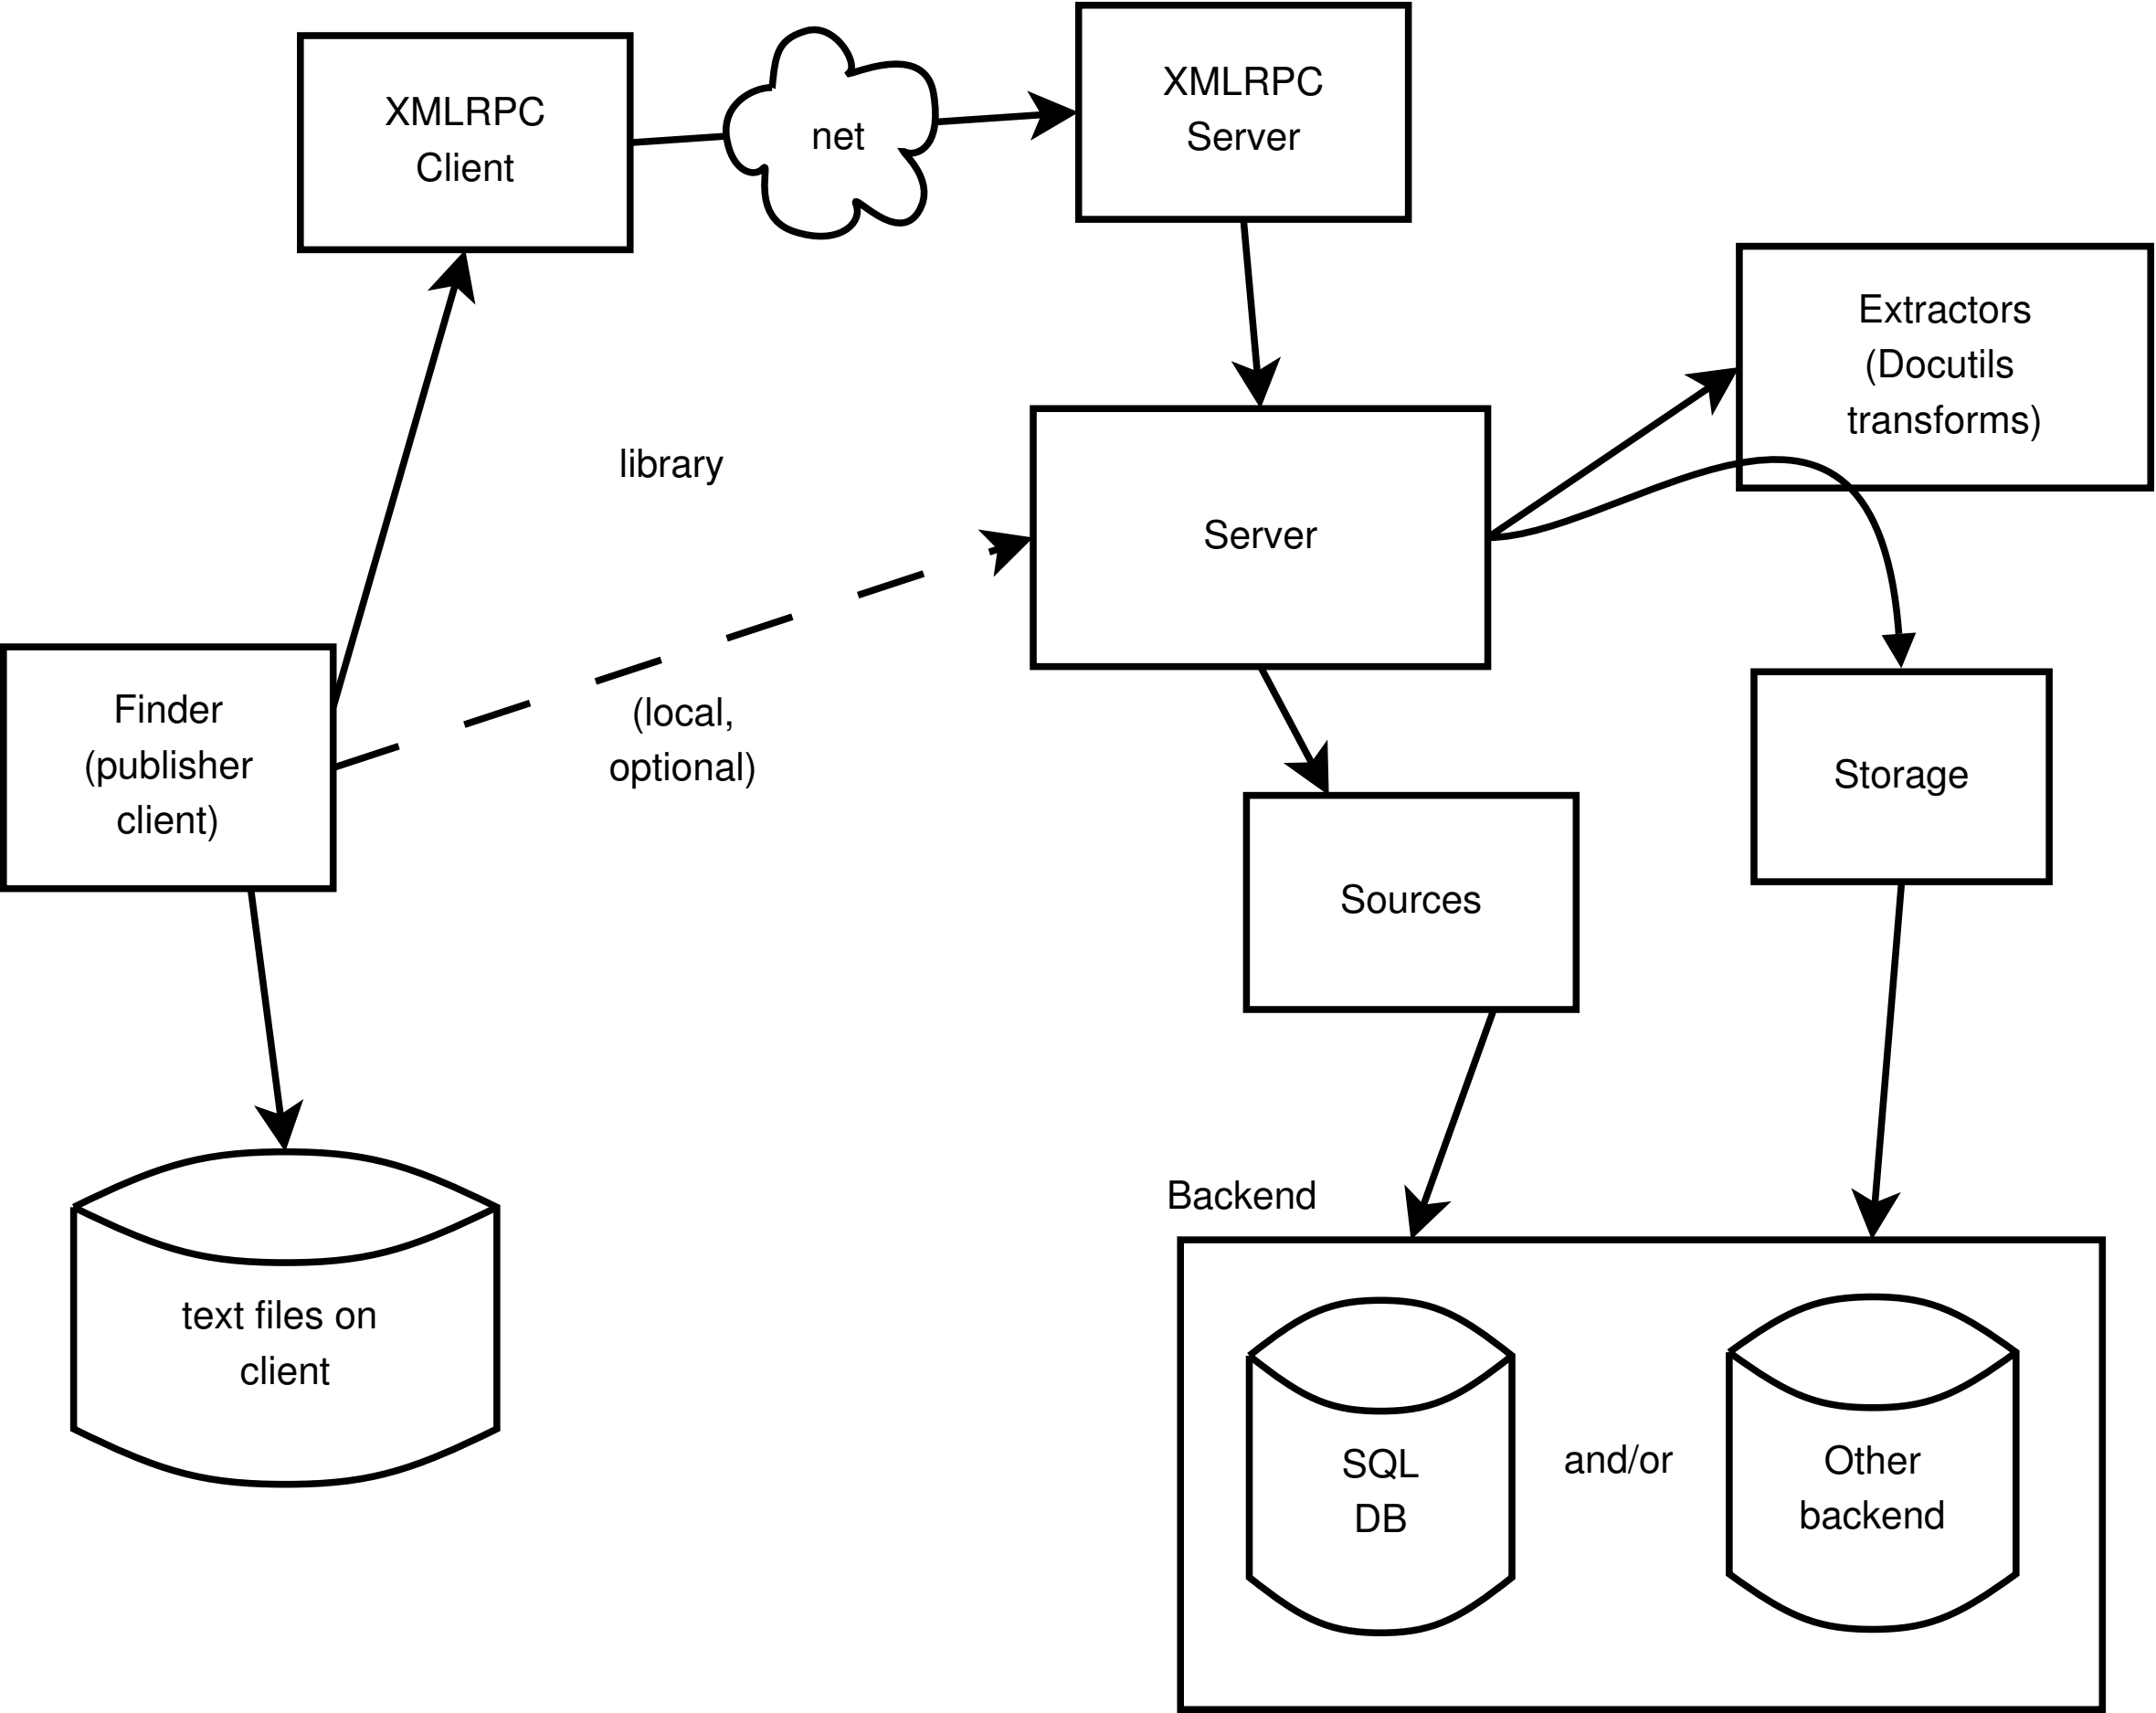 XMLRPC
Client
net
XMLRPC
Server
Extractors
(Docutils
transforms)
library
Server
Finder
(publisher
client)
(local,
optional)
Storage
Sources
Backend
text files on
client
SQL
DB
and/or
Other
backend